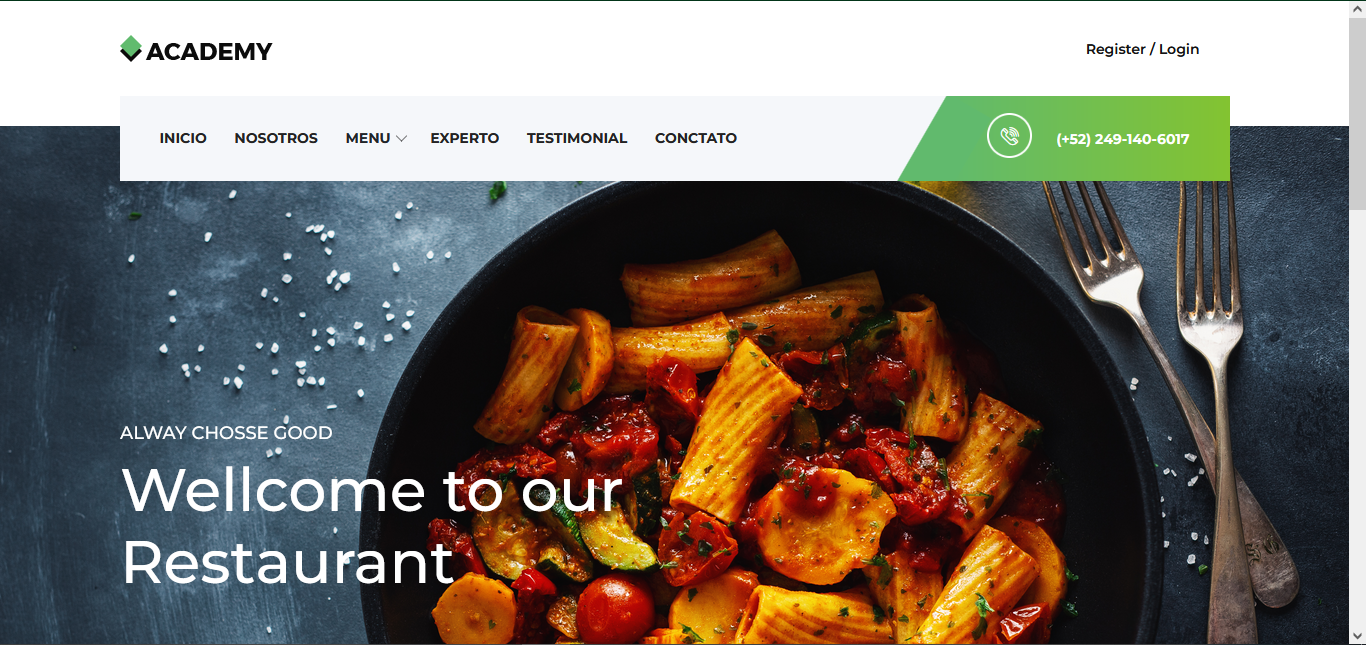 ACADEMY
Register / Login
INICIO NOSOTROS MENU EXPERTO TESTIMONIAL CONCTATO
(+52) 249-140-6017
ALWAY CHOSSE GOOD
Wellcome to our
Restaurant